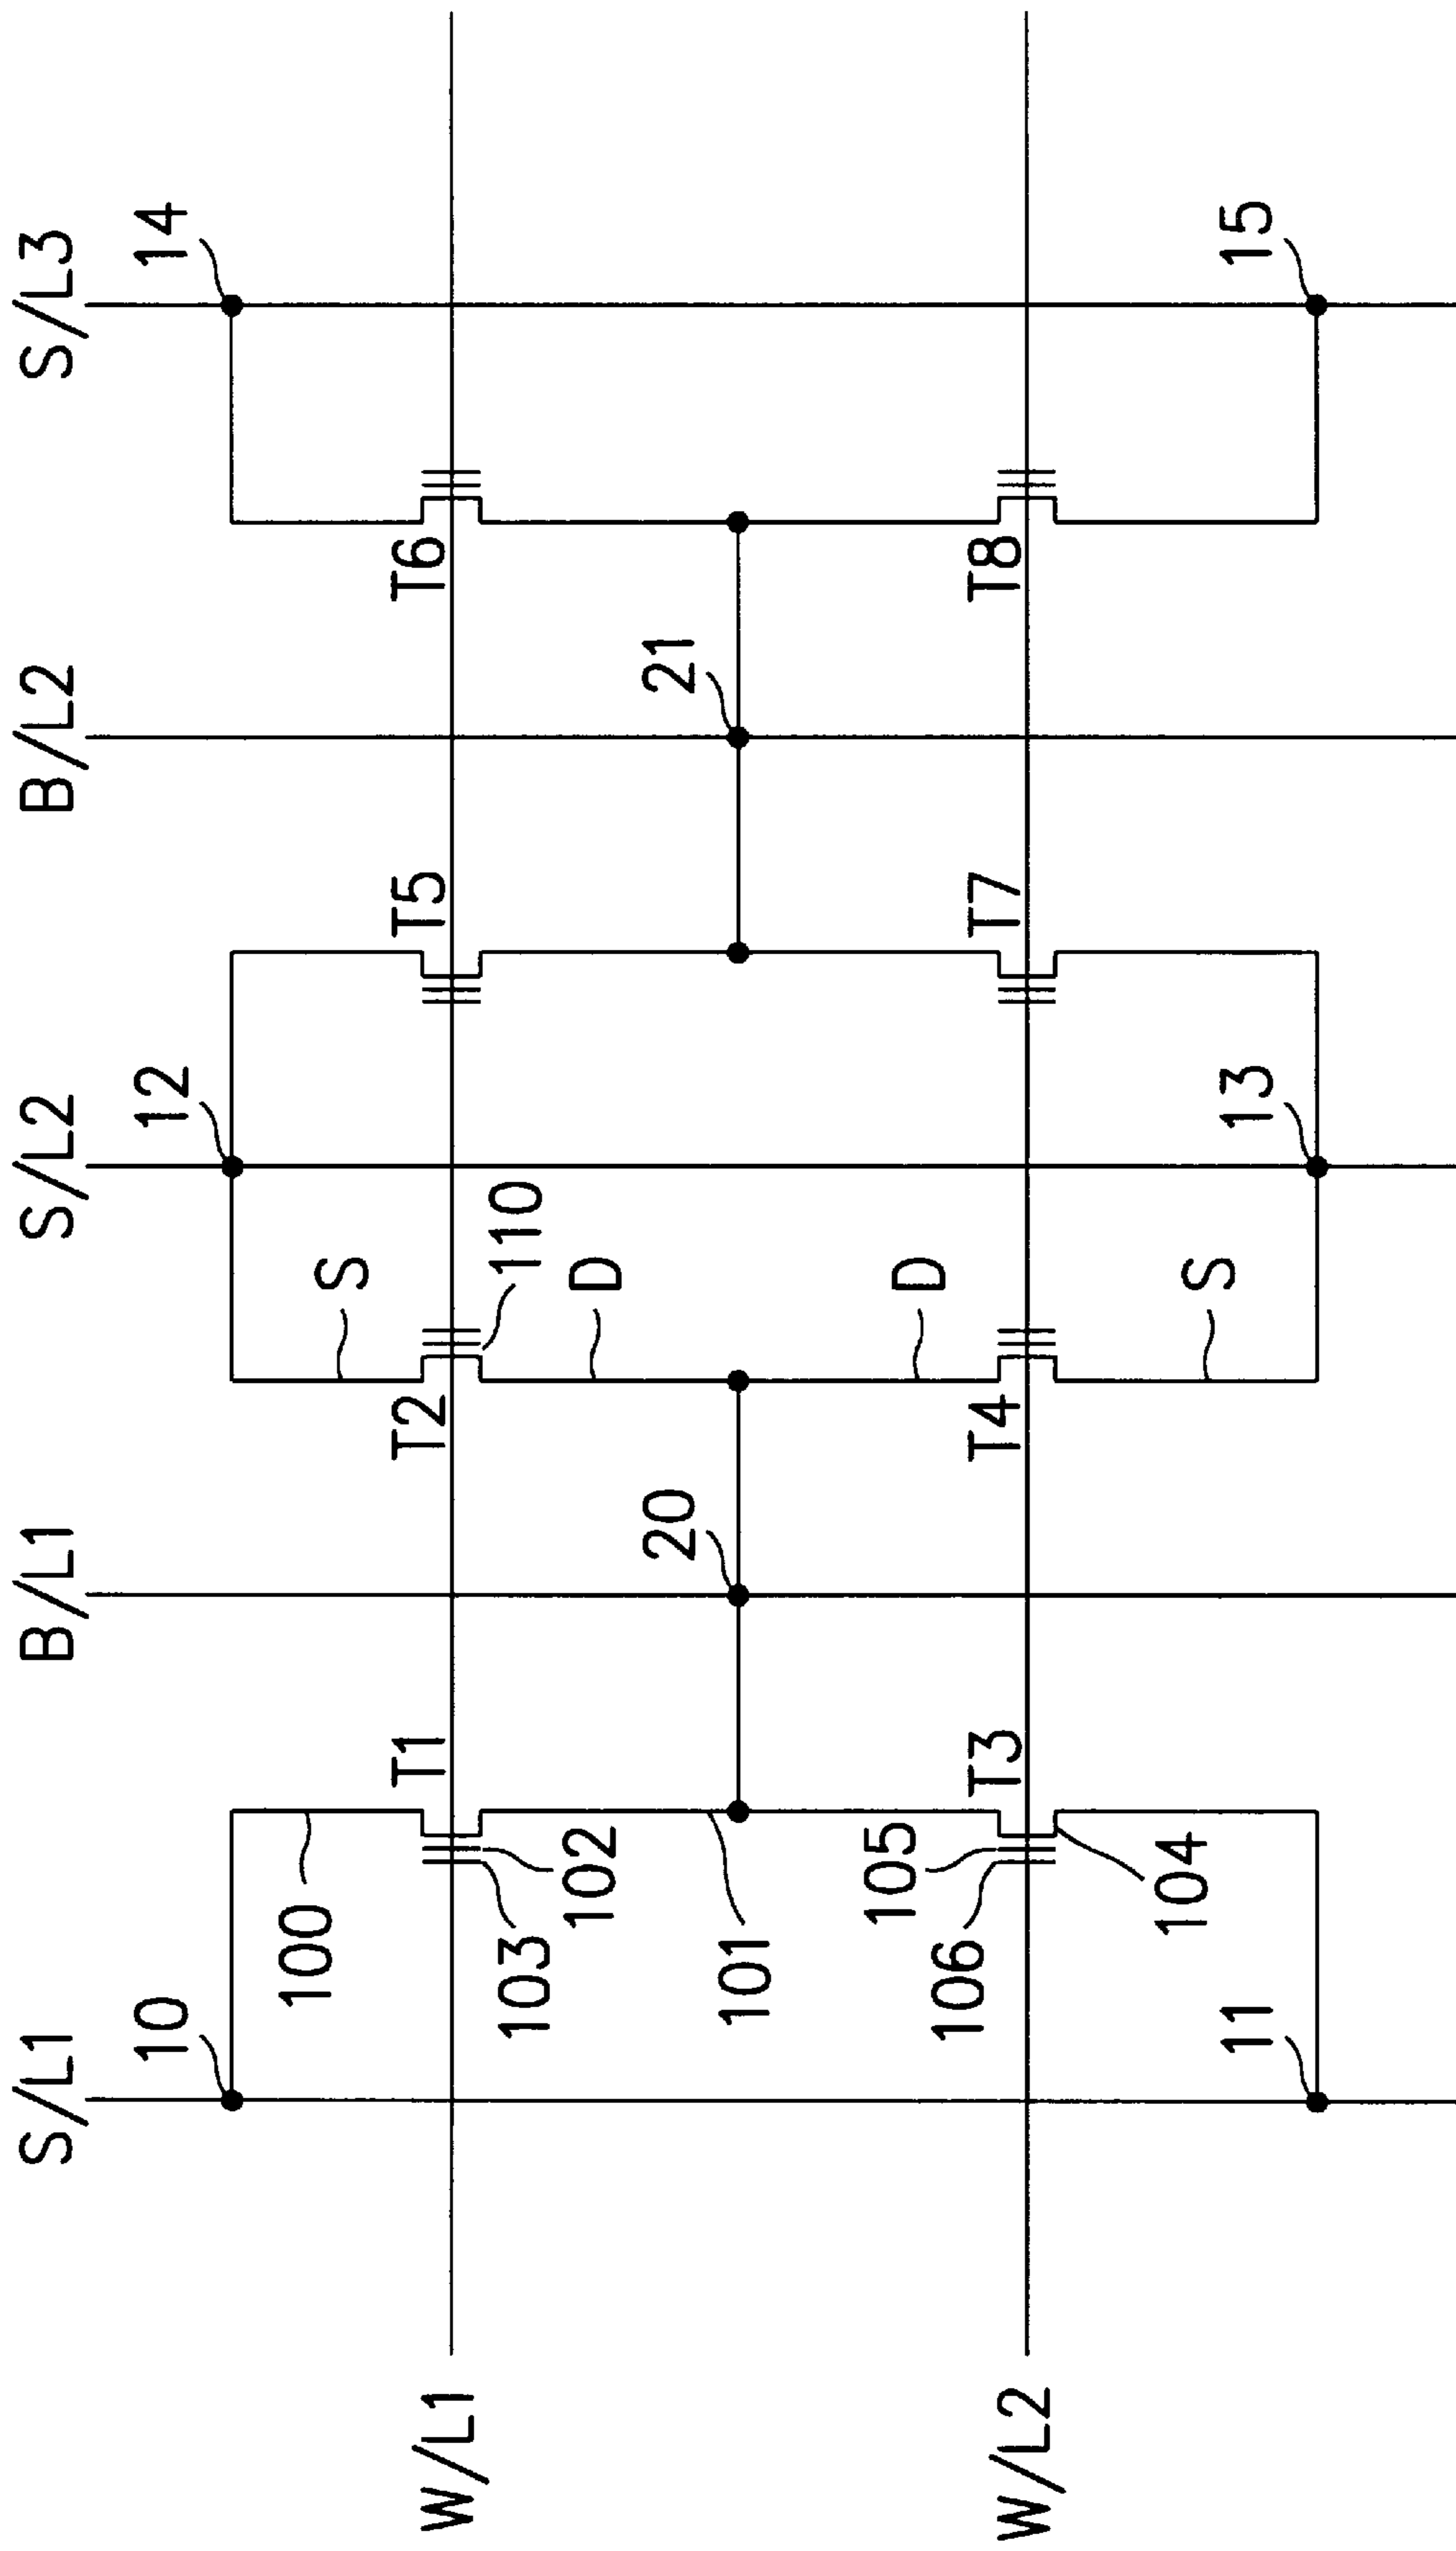 S/L1 B/L1 S/L2 B/L2 S/L3
10 12 14
100 S
W/L1 T1 T2 T5 T6
103 110
102 D
20 21
101
105 D
106
W/L2 T3 T4 T7 T8
104 S
11 13 15